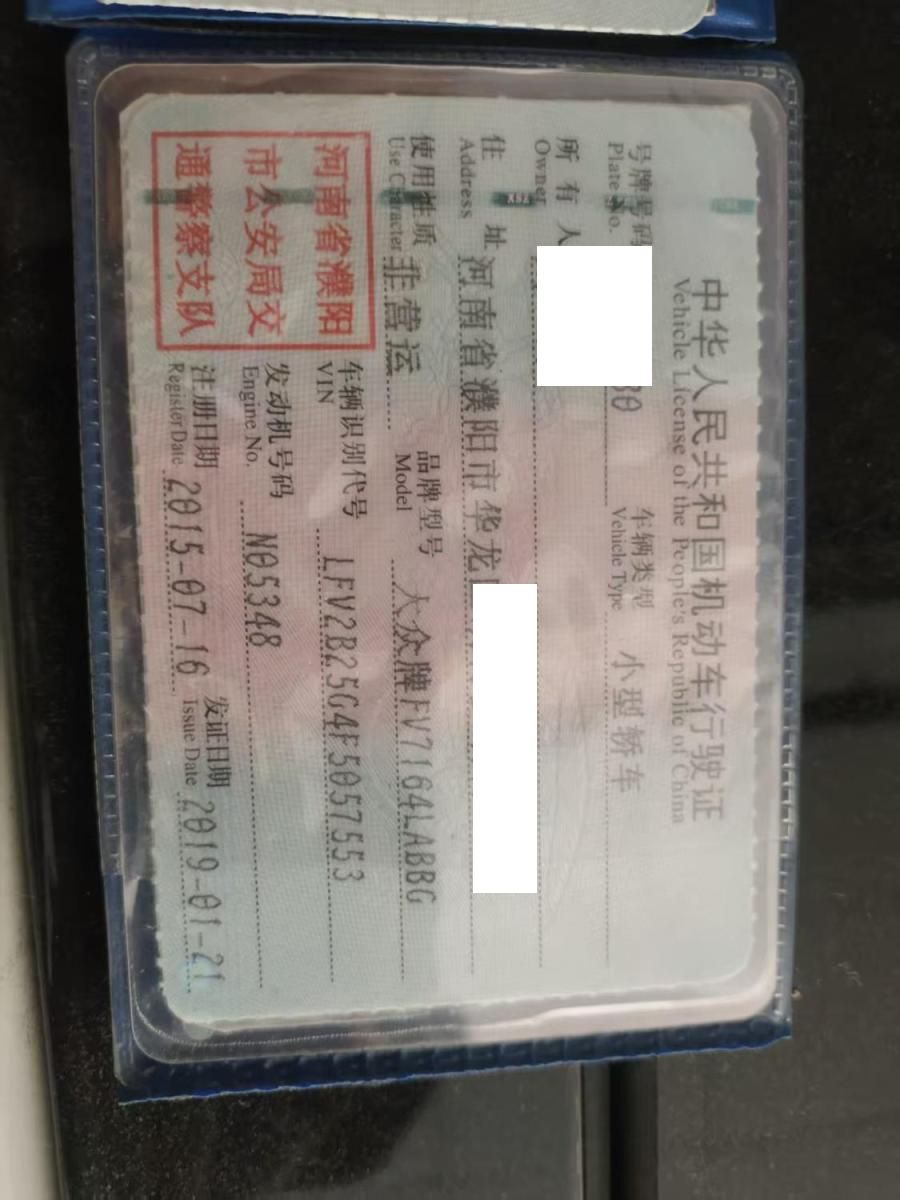 中华人民共和国机动车行驶证
Vehicle License of the People's Republic of China
号牌号码 30 车辆类型 小型轿车
Plate No. Vehicle Type
所有人
Owner
住址 河南省濮阳市华龙
Address
使用性质 非营运 品牌型号 大众牌FV7164LABBG
Use Character Model
河南省濮阳
市公安局交
通警察支队
车辆识别代号 LFV2B25G4F5057553
VIN
发动机号码 N05348
Engine No.
注册日期 2015-07-16 发证日期 2019-01-21
Register Date Issue Date